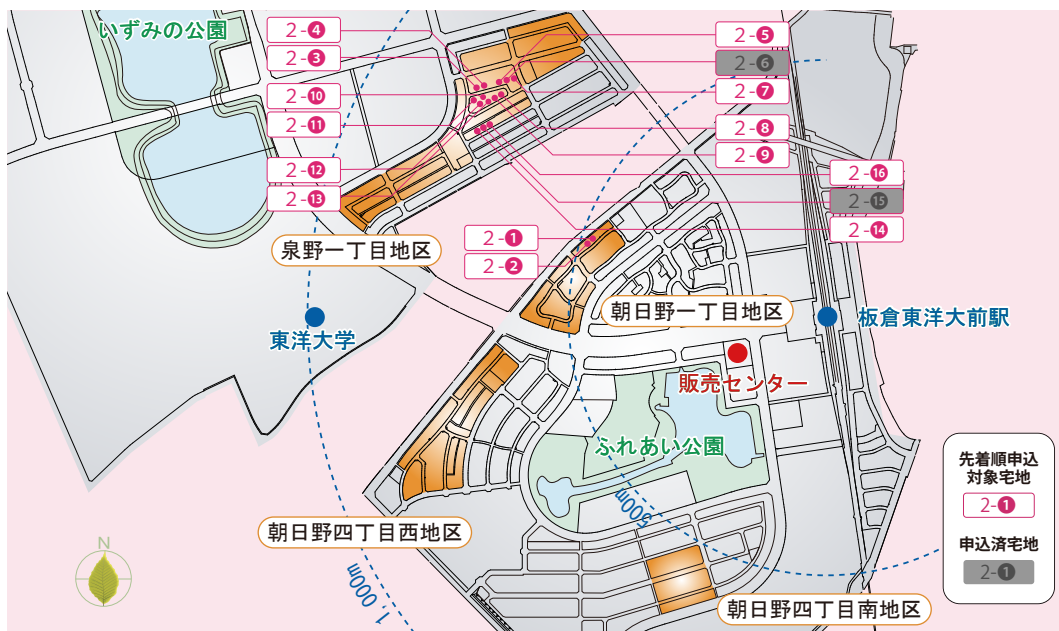 いずみの公園
2-❹
2-❸
2-❿
2-⓫
2-⓬
2-⓭
2-❺
2-❻
2-❼
2-❽
2-❾
2-⓰
2-⓯
2-⓮
2-❶
2-❷
泉野一丁目地区
東洋大学
朝日野一丁目地区
板倉東洋大前駅
販売センター
ふれあい公園
500m
1,000m
朝日野四丁目西地区
朝日野四丁目南地区
N
先着順申込
対象宅地
2-❶
申込済宅地
2-❶